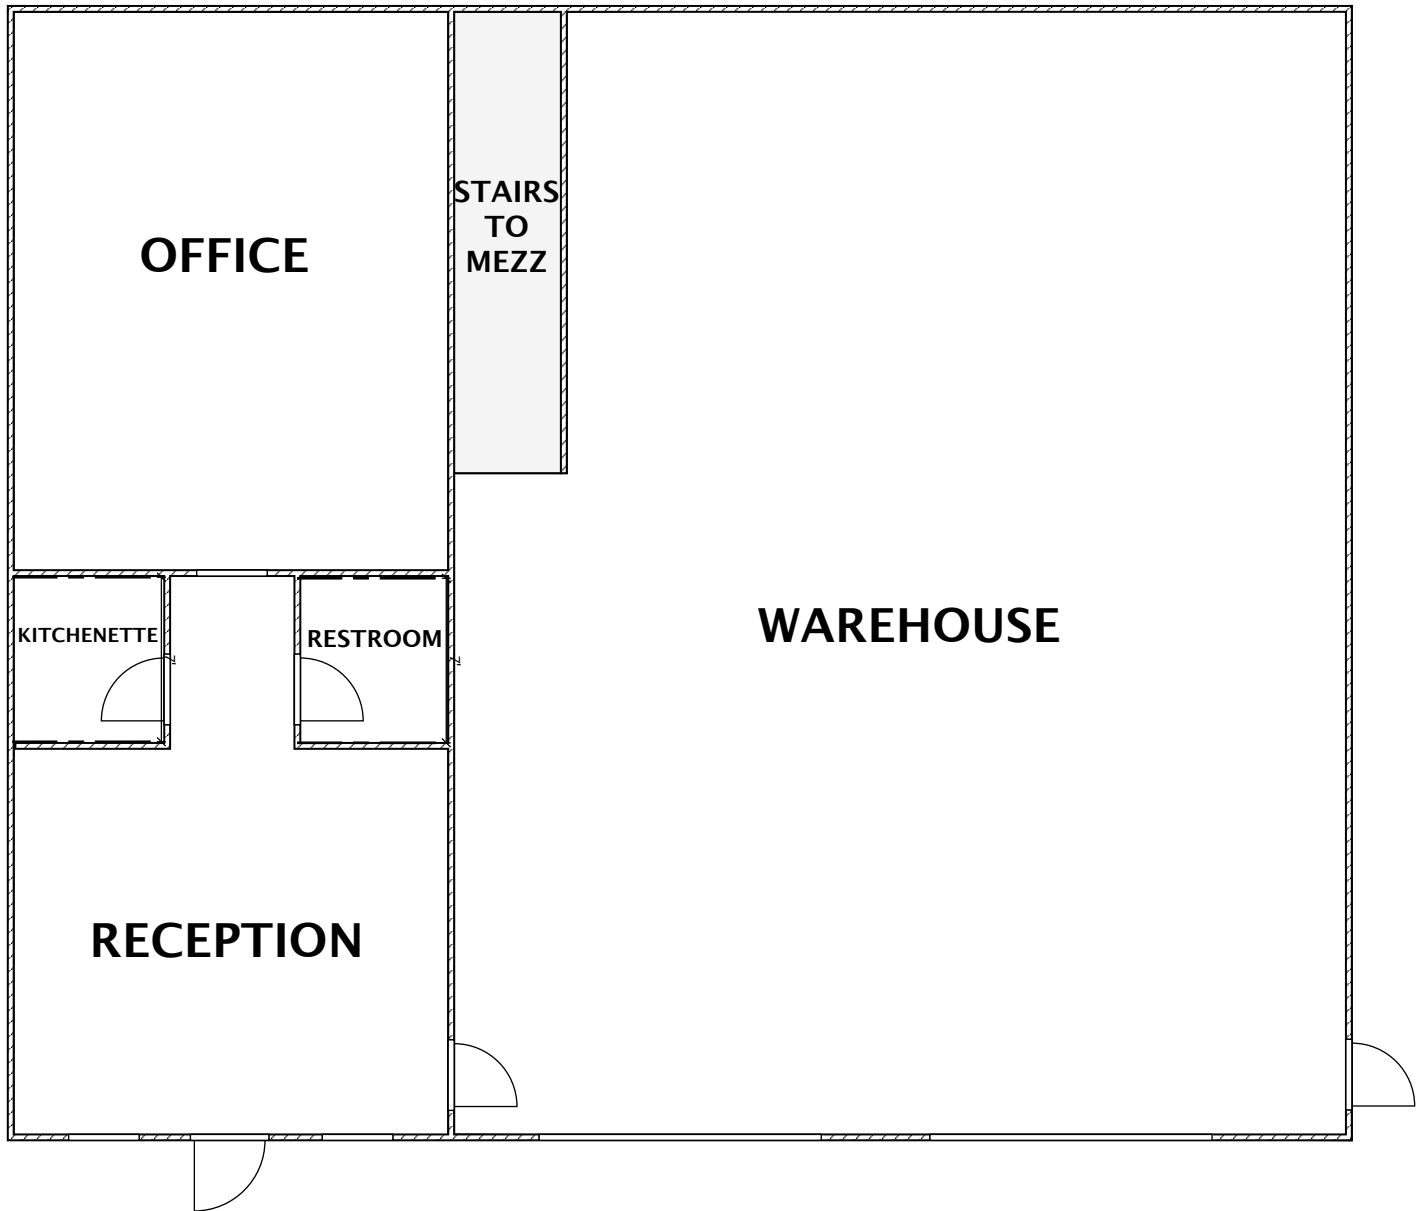 OFFICE
STAIRS
TO
MEZZ
KITCHENETTE
RESTROOM
WAREHOUSE
RECEPTION